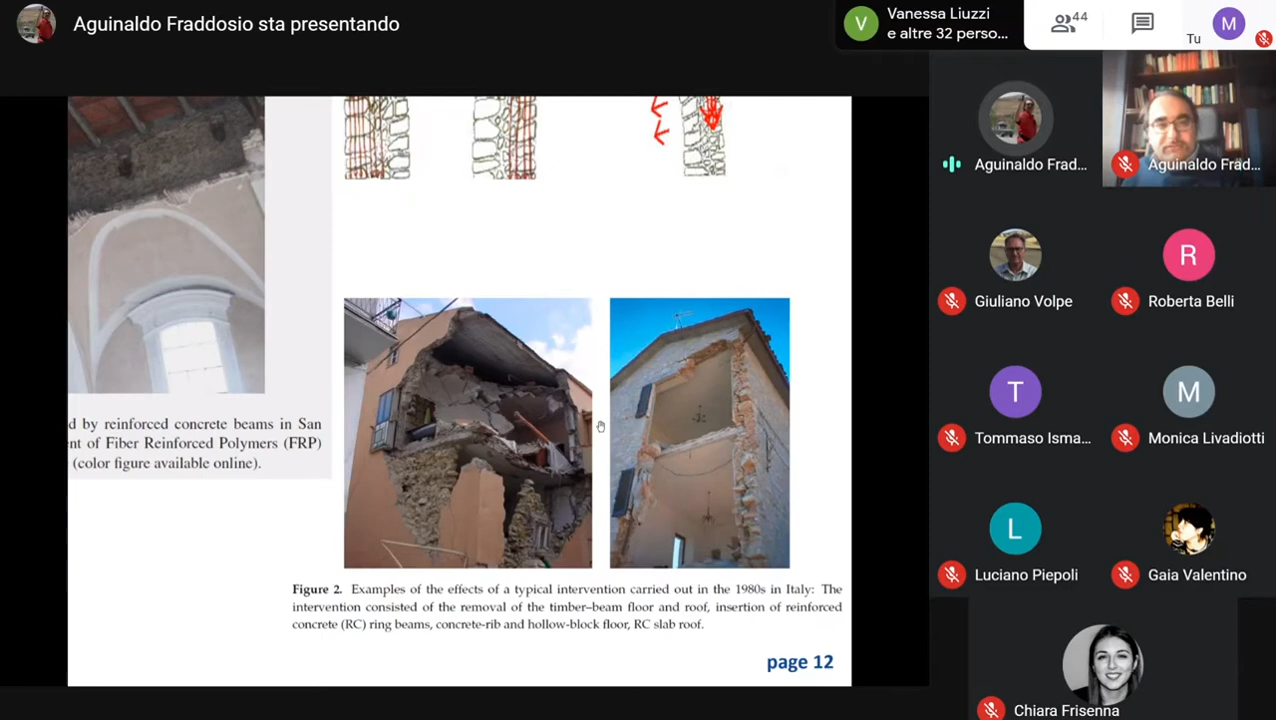 Aguinaldo Fraddosio sta presentando
V
Vanessa Liuzzi
e altre 32 perso...
44
Tu
M
Aguinaldo Frad...
Aguinaldo Frad...
Giuliano Volpe
R
Roberta Belli
T
Tommaso Isma...
M
Monica Livadiotti
L
Luciano Piepoli
Gaia Valentino
Chiara Frisenna
d by reinforced concrete beams in San
nt of Fiber Reinforced Polymers (FRP)
(color figure available online).
Figure 2. Examples of the effects of a typical intervention carried out in the 1980s in Italy: The
intervention consisted of the removal of the timber–beam floor and roof, insertion of reinforced
concrete (RC) ring beams, concrete-rib and hollow-block floor, RC slab roof.
page 12